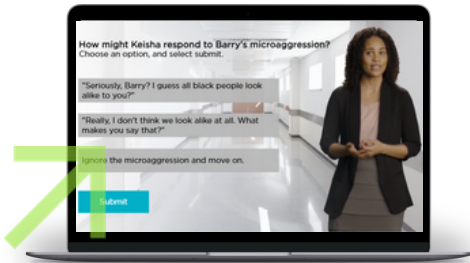 How might Keisha respond to Barry's microaggression?
Choose an option, and select submit.
"Seriously, Barry? I guess all black people look
alike to you?"
"Really, I don't think we look alike at all. What
makes you say that?"
Ignore the microaggression and move on.
Submit